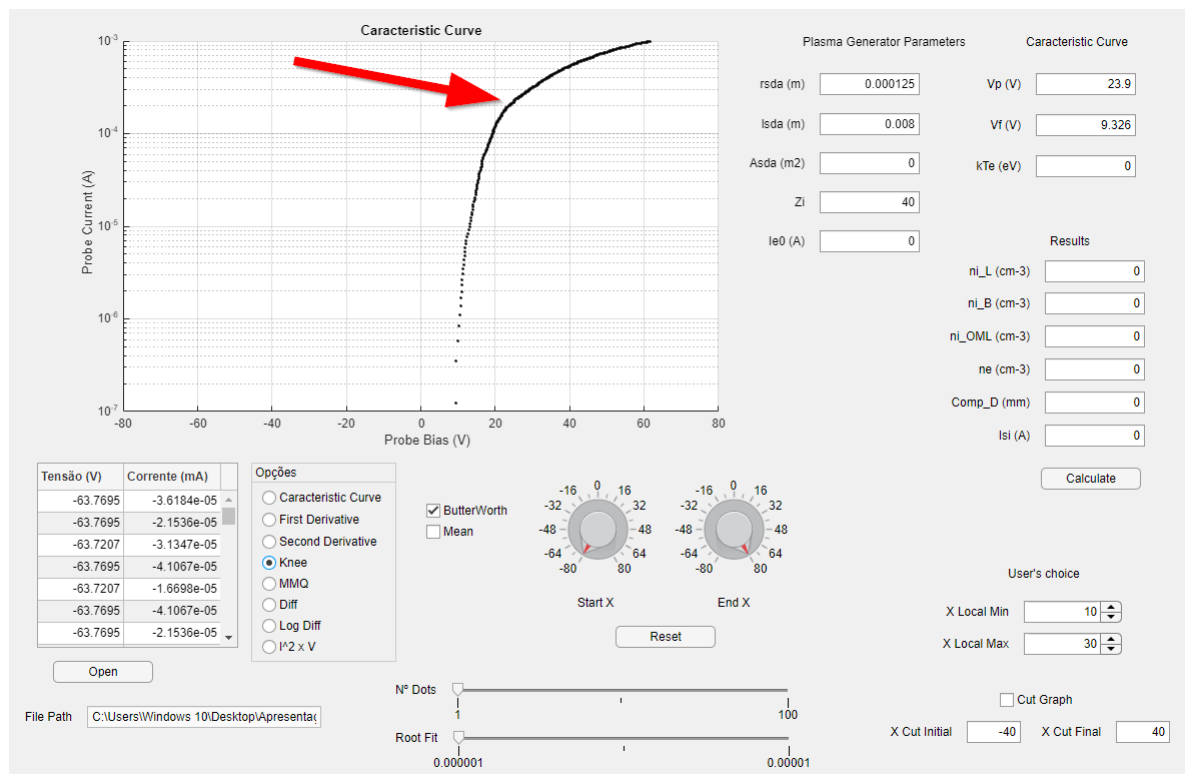 Caracteristic Curve
10-3
10-4
10-5
10-6
10-7
Probe Current (A)
-80 -60 -40 -20 0 20 40 60 80
Probe Bias (V)
Plasma Generator Parameters
rsda (m) 0.000125
lsda (m) 0.008
Asda (m2) 0
Zi 40
Ie0 (A) 0
Caracteristic Curve
Vp (V) 23.9
Vf (V) 9.326
kTe (eV) 0
Results
ni_L (cm-3) 0
ni_B (cm-3) 0
ni_OML (cm-3) 0
ne (cm-3) 0
Comp_D (mm) 0
Isi (A) 0
Calculate
Tensão (V) Corrente (mA)
-63.7695 -3.6184e-05
-63.7695 -2.1536e-05
-63.7207 -3.1347e-05
-63.7695 -4.1067e-05
-63.7207 -1.6698e-05
-63.7695 -4.1067e-05
-63.7695 -2.1536e-05
Open
File Path C:\Users\Windows 10\Desktop\Apresentaç
Opções
Caracteristic Curve
First Derivative
Second Derivative
Knee
MMQ
Diff
Log Diff
I^2 x V
ButterWorth
Mean
-80 -64 -48 -32 -16 0 16 32 48 64 80
Start X
-80 -64 -48 -32 -16 0 16 32 48 64 80
End X
Reset
Nº Dots
1 100
Root Fit
0.000001 0.00001
User's choice
X Local Min 10
X Local Max 30
Cut Graph
X Cut Initial -40 X Cut Final 40